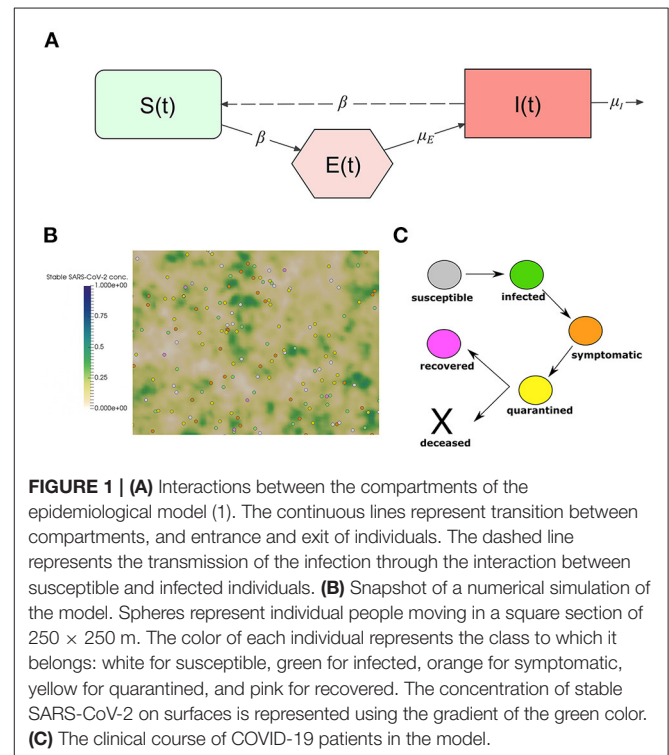 A
S(t)
β
I(t)
μI
β
μE
E(t)
B
Stable SARS-CoV-2 conc.
1.000e+00
0.75
0.50
0.25
0.000e+00
C
susceptible
infected
symptomatic
recovered
quarantined
X
deceased
FIGURE 1 | (A) Interactions between the compartments of the
epidemiological model (1). The continuous lines represent transition between
compartments, and entrance and exit of individuals. The dashed line
represents the transmission of the infection through the interaction between
susceptible and infected individuals. (B) Snapshot of a numerical simulation of
the model. Spheres represent individual people moving in a square section of
250 × 250 m. The color of each individual represents the class to which it
belongs: white for susceptible, green for infected, orange for symptomatic,
yellow for quarantined, and pink for recovered. The concentration of stable
SARS-CoV-2 on surfaces is represented using the gradient of the green color.
(C) The clinical course of COVID-19 patients in the model.